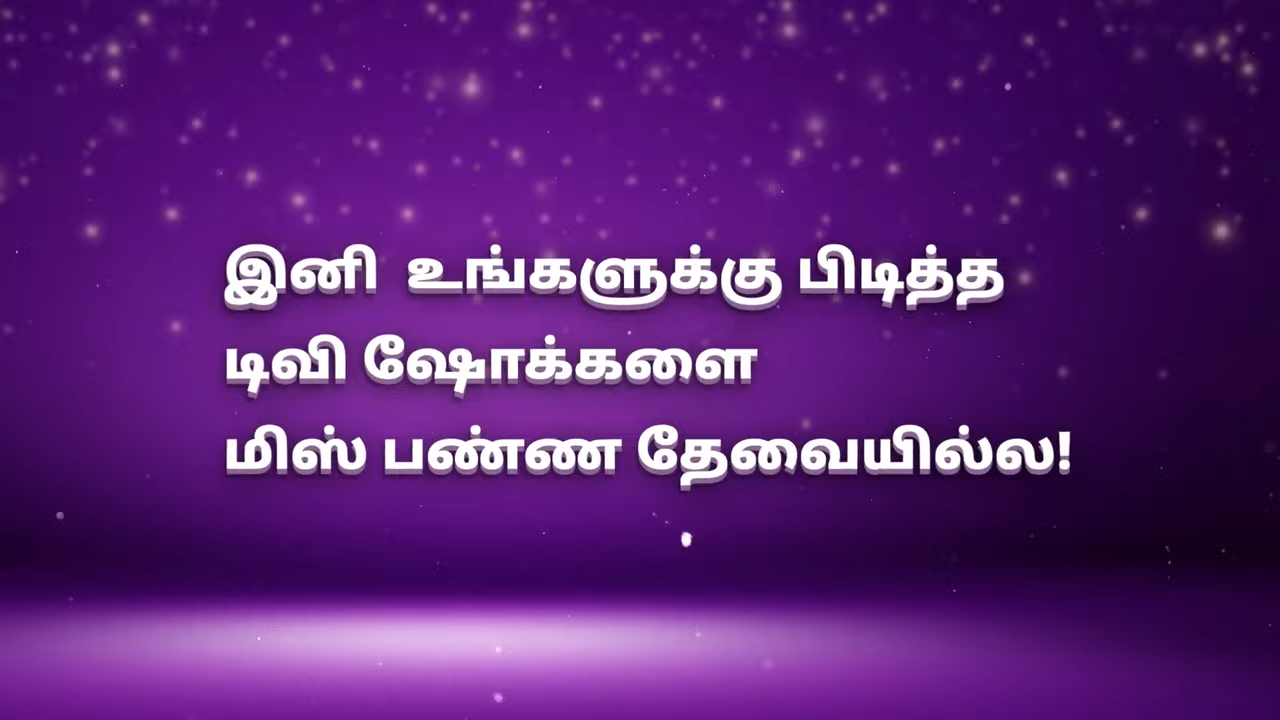 இனி உங்களுக்கு பிடித்த
டிவி ஷோக்களை
மிஸ் பண்ண தேவையில்ல!